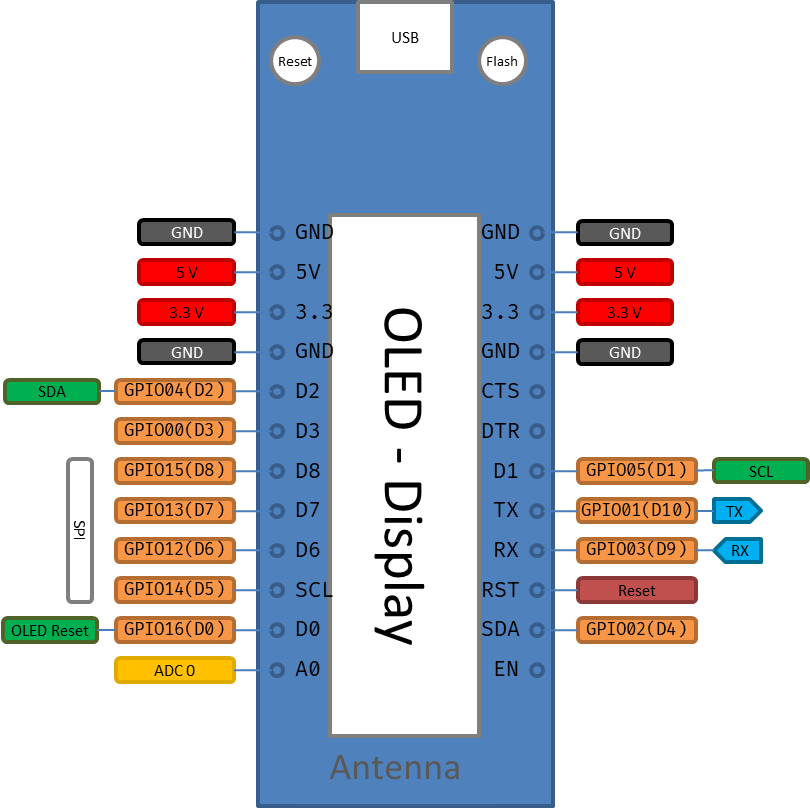 USB
Reset
Flash
GND GND GND GND
5 V 5V 5V 5 V
3.3 V 3.3 3.3 3.3 V
GND GND GND GND
SDA GPIO04(D2) D2 CTS
GPIO00(D3) D3 DTR
GPIO15(D8) D8 D1 GPIO05(D1) SCL
GPIO13(D7) D7 TX GPIO01(D10) TX
GPIO12(D6) D6 RX GPIO03(D9) RX
GPIO14(D5) SCL RST Reset
OLED Reset GPIO16(D0) D0 SDA GPIO02(D4)
ADC 0 A0 EN
SPI
OLED - Display
Antenna